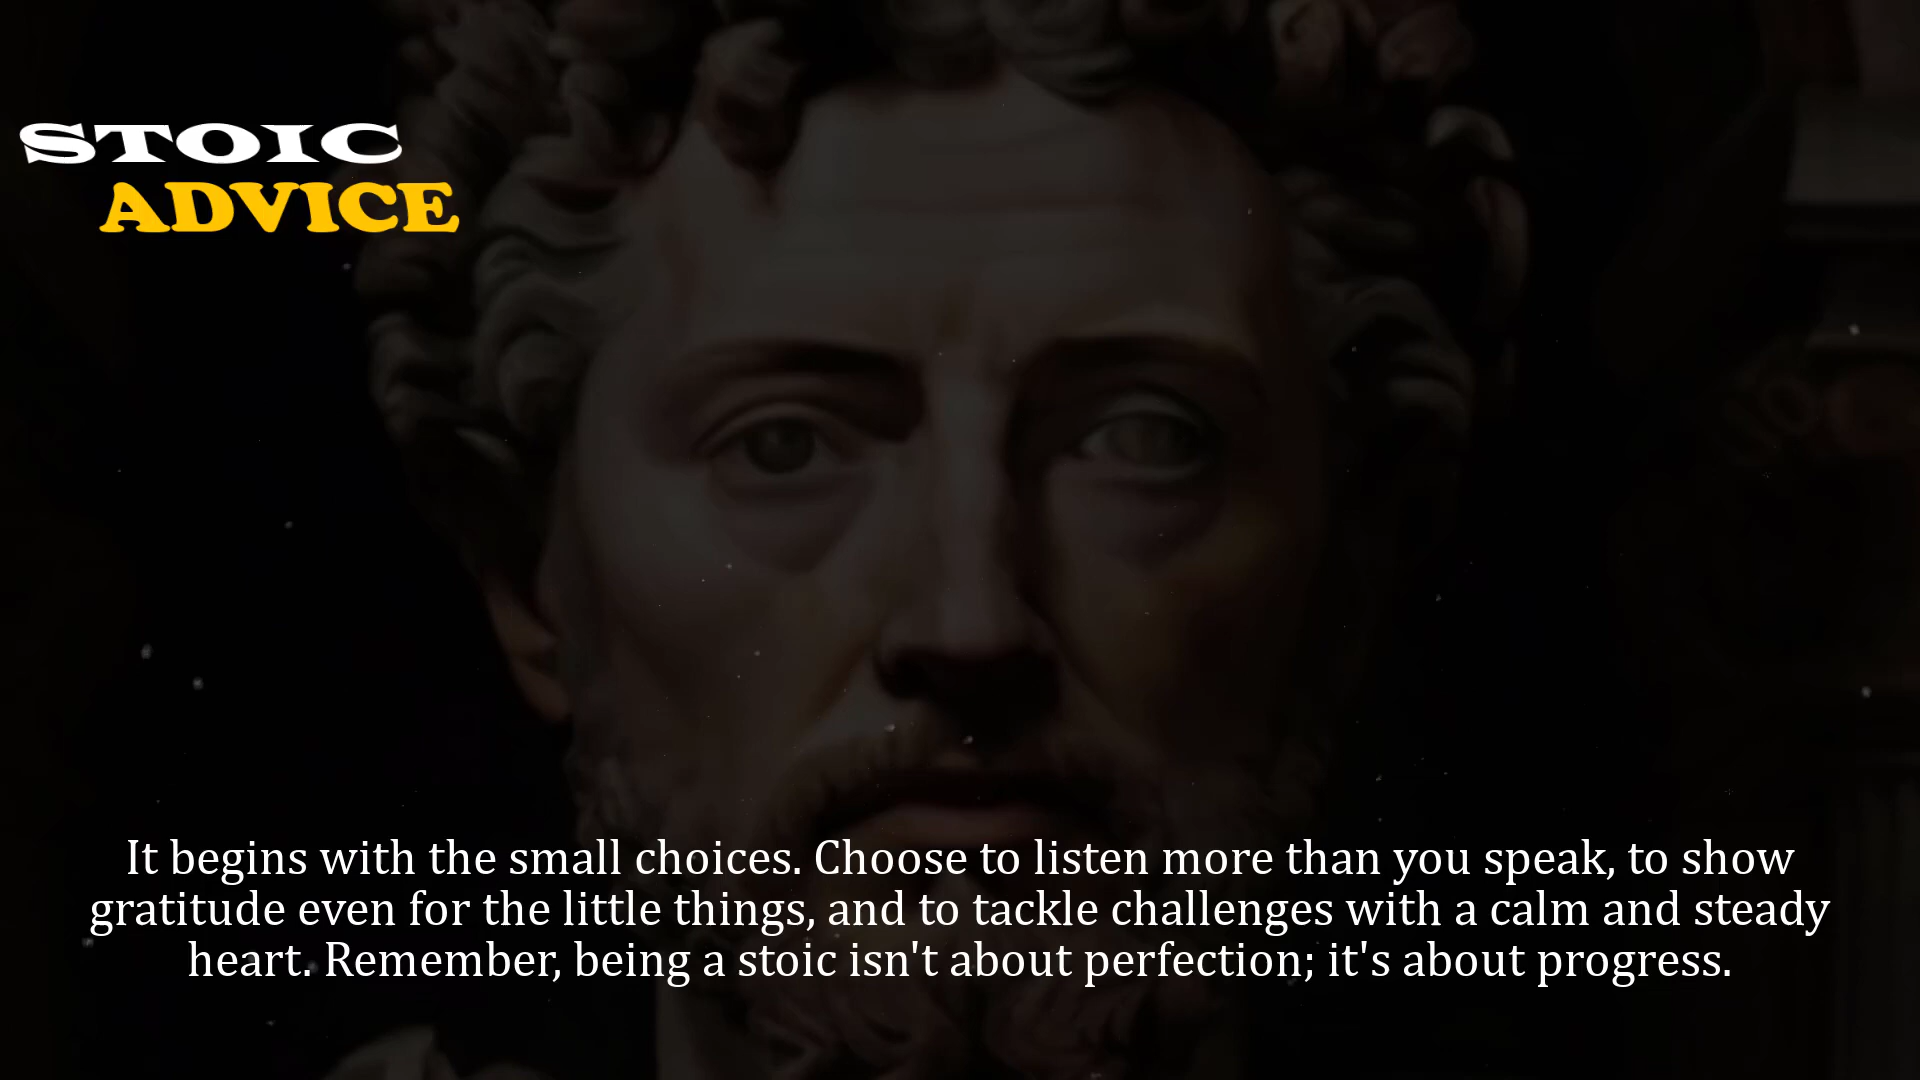 STOIC
ADVICE
It begins with the small choices. Choose to listen more than you speak, to show
gratitude even for the little things, and to tackle challenges with a calm and steady
heart. Remember, being a stoic isn't about perfection; it's about progress.